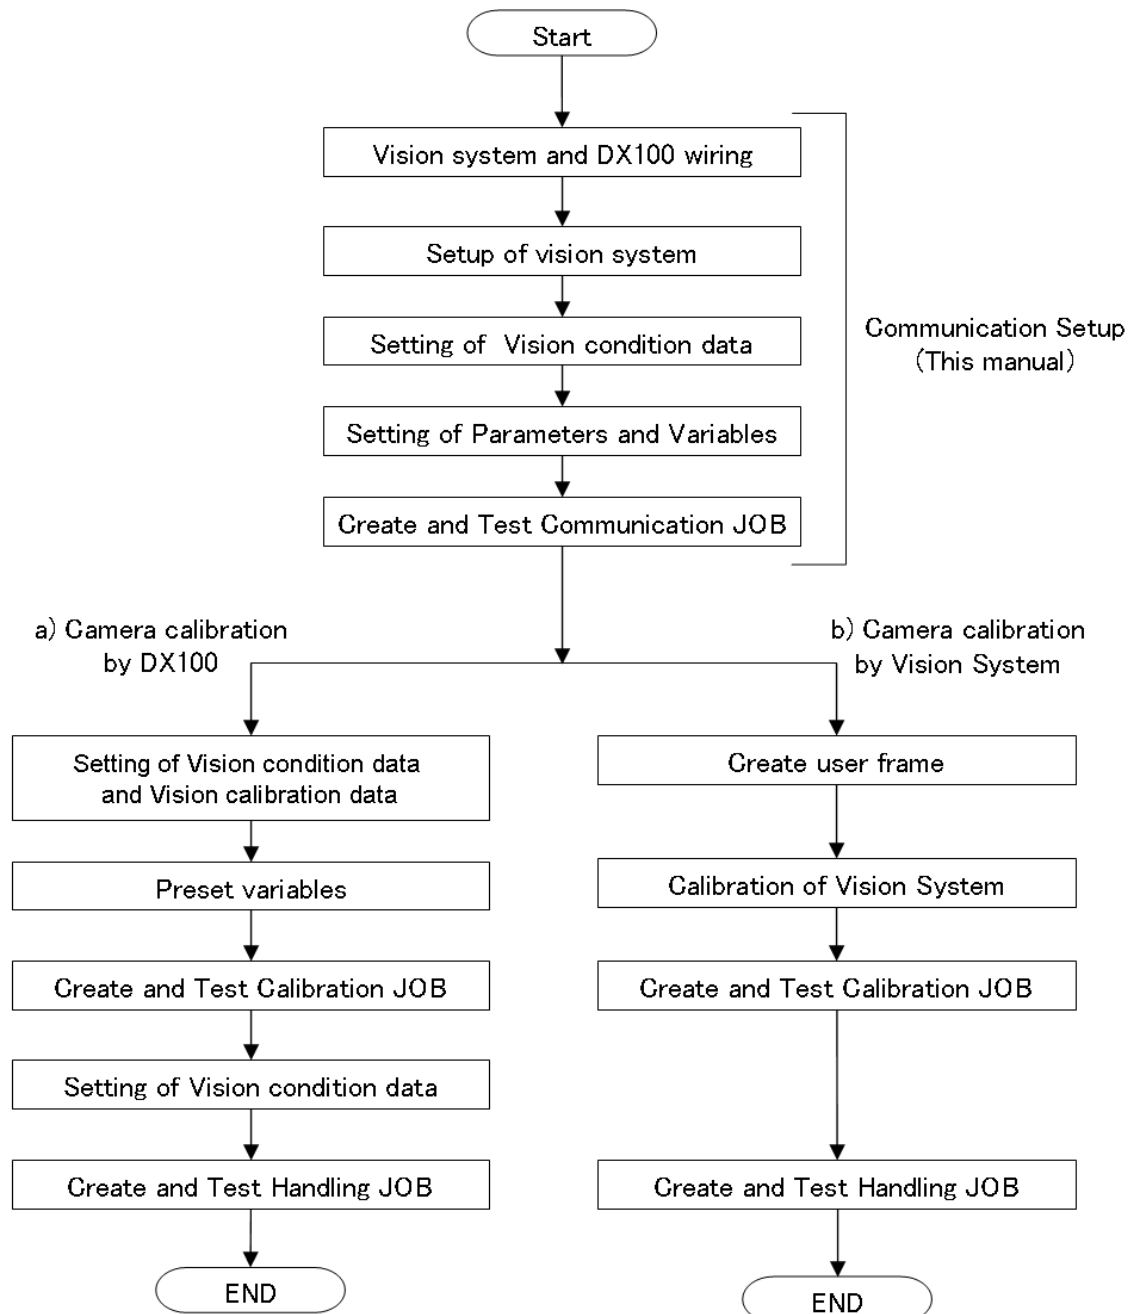 Start
Vision system and DX100 wiring
Setup of vision system
Setting of Vision condition data
Setting of Parameters and Variables
Create and Test Communication JOB
Communication Setup
(This manual)
a) Camera calibration
by DX100
Setting of Vision condition data
and Vision calibration data
Preset variables
Create and Test Calibration JOB
Setting of Vision condition data
Create and Test Handling JOB
END
b) Camera calibration
by Vision System
Create user frame
Calibration of Vision System
Create and Test Calibration JOB
Create and Test Handling JOB
END